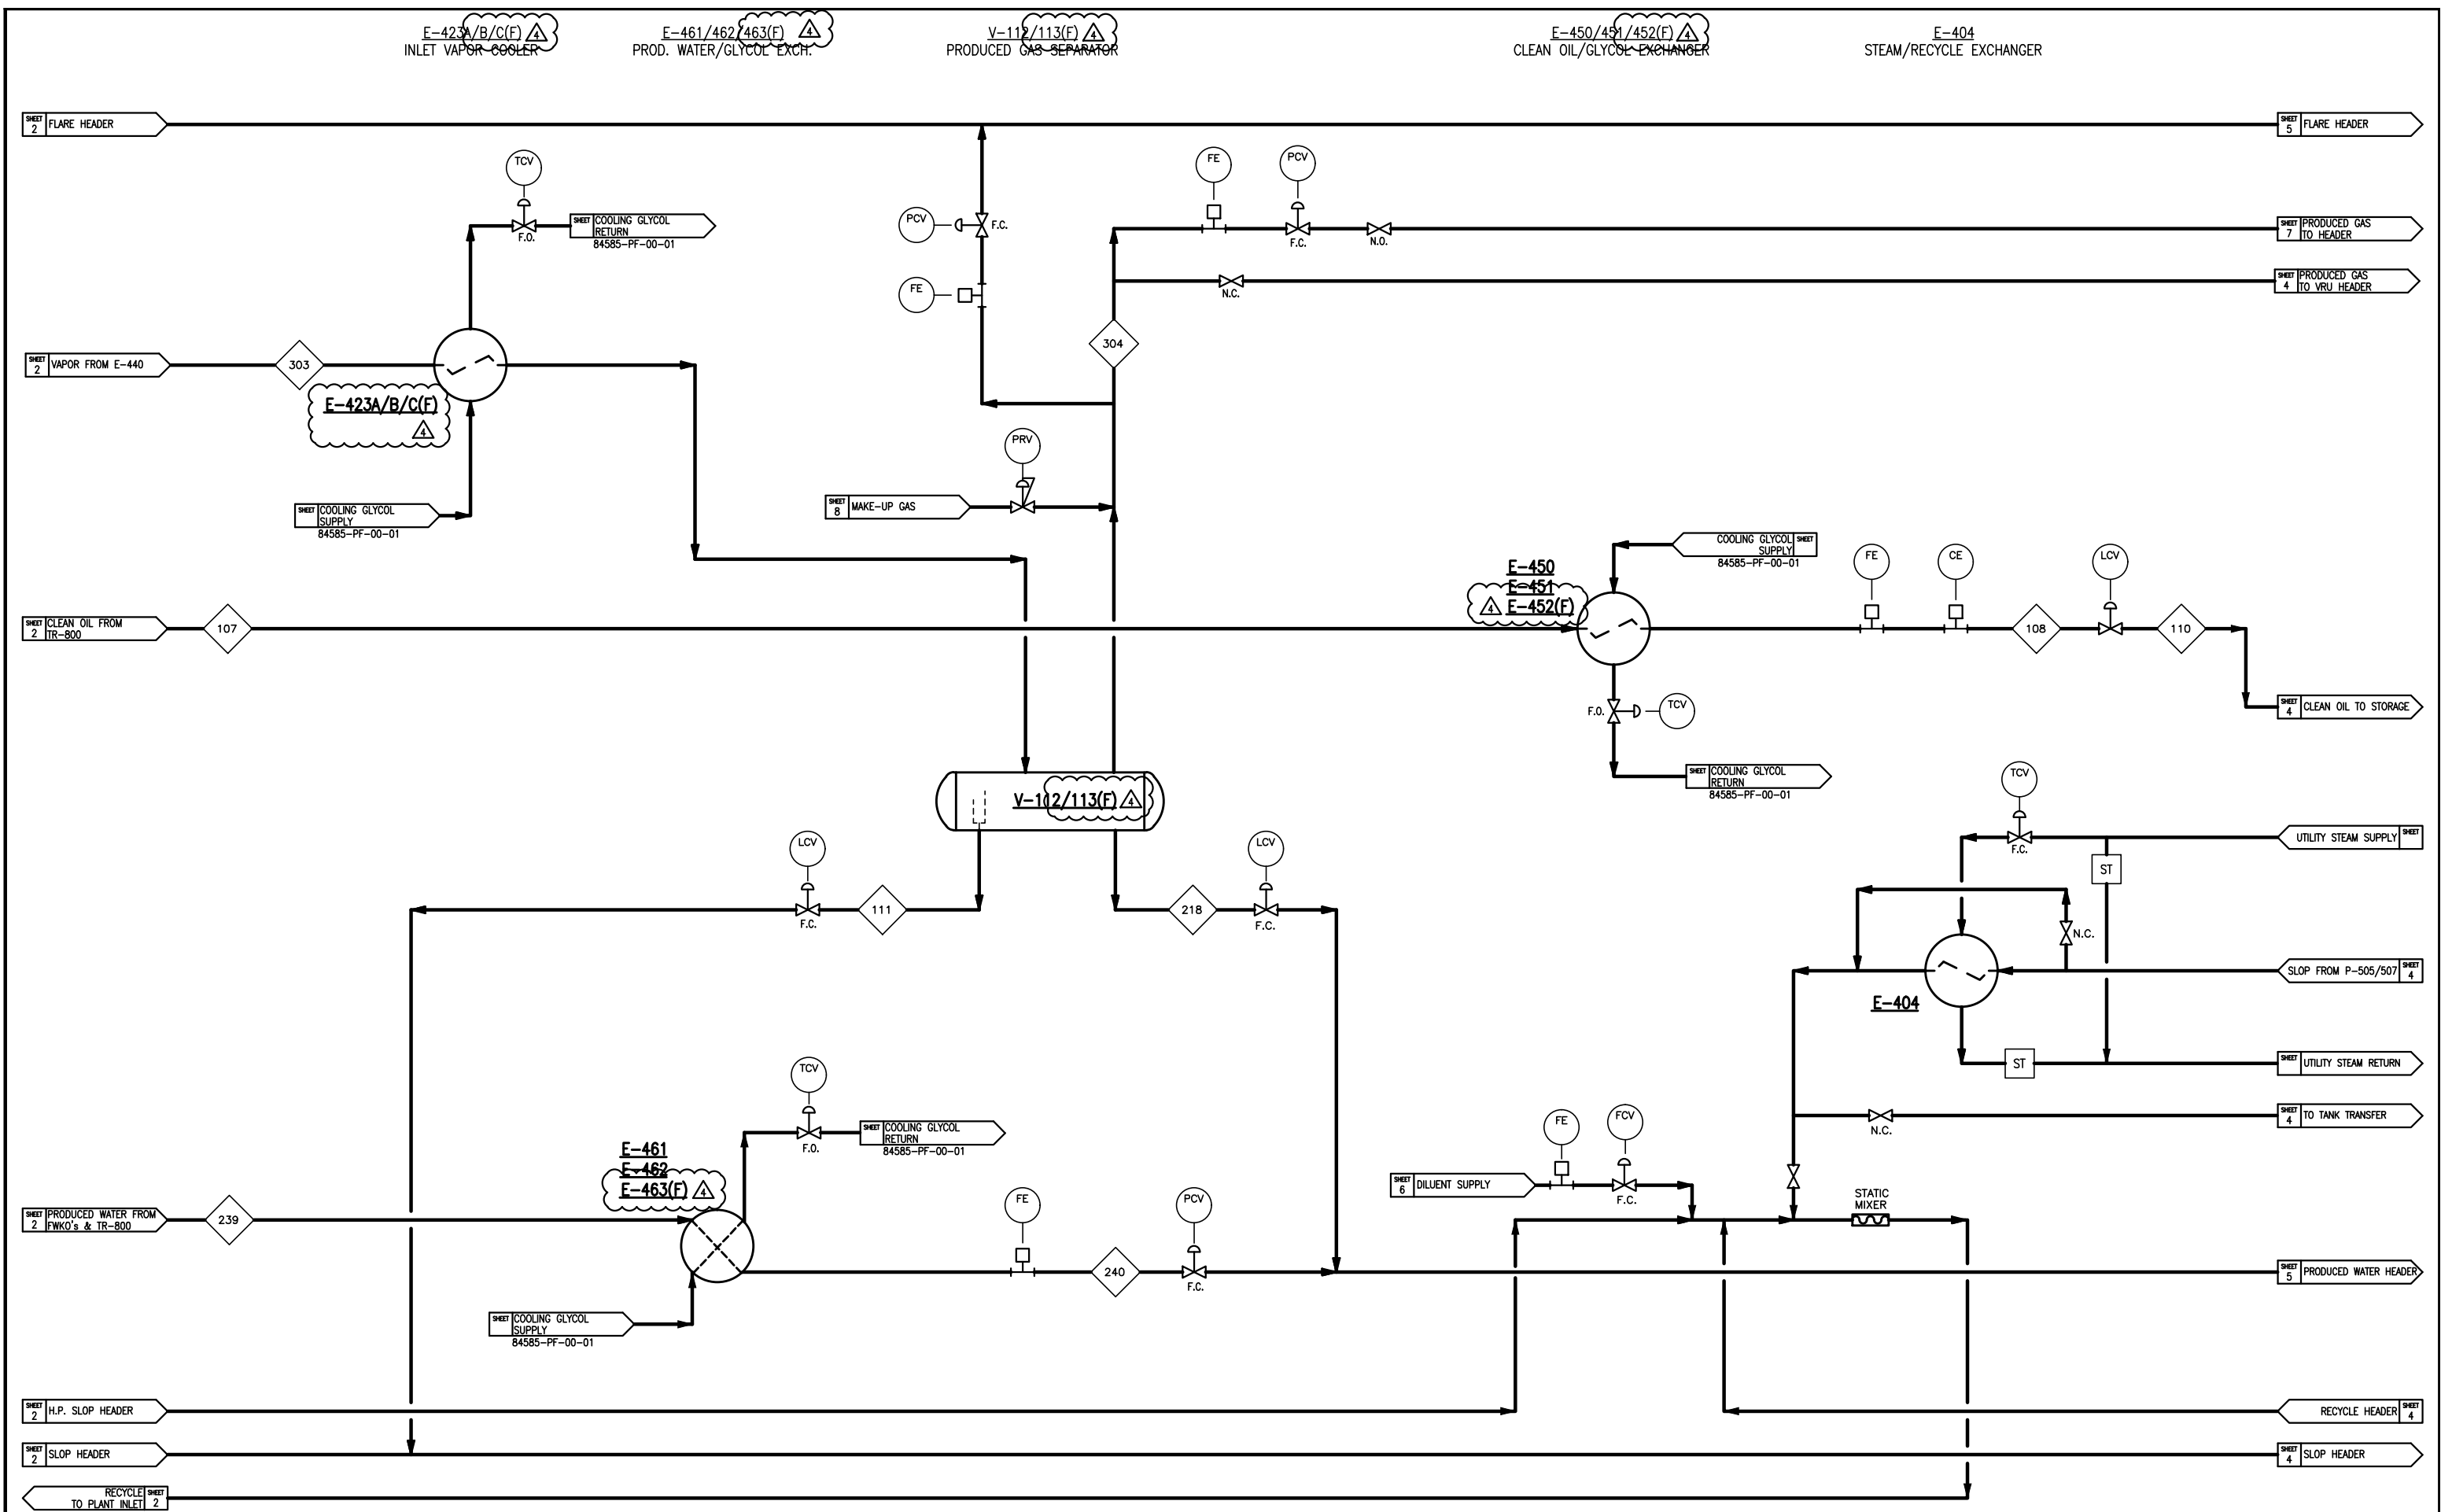 E-423A/B/C(F) 4
INLET VAPOR COOLER
E-461/462/463(F) 4
PROD. WATER/GLYCOL EXCH.
V-112/113(F) 4
PRODUCED GAS SEPARATOR
E-450/451/452(F) 4
CLEAN OIL/GLYCOL EXCHANGER
E-404
STEAM/RECYCLE EXCHANGER
SHEET 2 FLARE HEADER
SHEET 5 FLARE HEADER
TCV
F.O.
SHEET COOLING GLYCOL
RETURN
84585-PF-00-01
PCV
F.C.
FE
FE
PCV
F.C.
N.O.
SHEET 7 PRODUCED GAS
TO HEADER
N.C.
SHEET 4 PRODUCED GAS
TO VRU HEADER
304
SHEET 2 VAPOR FROM E-440
303
E-423A/B/C(F)
4
PRV
SHEET 8 MAKE-UP GAS
SHEET COOLING GLYCOL
SUPPLY
84585-PF-00-01
COOLING GLYCOL SHEET
SUPPLY
84585-PF-00-01
E-450
E-451
4 E-452(F)
FE
CE
LCV
SHEET 2 CLEAN OIL FROM
TR-800
107
108
110
F.O.
TCV
SHEET 4 CLEAN OIL TO STORAGE
SHEET COOLING GLYCOL
RETURN
84585-PF-00-01
V-112/113(F) 4
TCV
F.C.
UTILITY STEAM SUPPLY SHEET
ST
LCV
F.C.
111
218
LCV
F.C.
N.C.
SLOP FROM P-505/507 SHEET 4
E-404
ST
SHEET UTILITY STEAM RETURN
TCV
F.O.
SHEET COOLING GLYCOL
RETURN
84585-PF-00-01
E-461
E-462
E-463(F) 4
FE
FCV
F.C.
N.C.
SHEET 4 TO TANK TRANSFER
SHEET 6 DILUENT SUPPLY
STATIC
MIXER
SHEET 2 PRODUCED WATER FROM
FWKO's & TR-800
239
FE
240
PCV
F.C.
SHEET 5 PRODUCED WATER HEADER
SHEET COOLING GLYCOL
SUPPLY
84585-PF-00-01
SHEET 2 H.P. SLOP HEADER
RECYCLE HEADER SHEET 4
SHEET 2 SLOP HEADER
SHEET 4 SLOP HEADER
RECYCLE SHEET
TO PLANT INLET 2